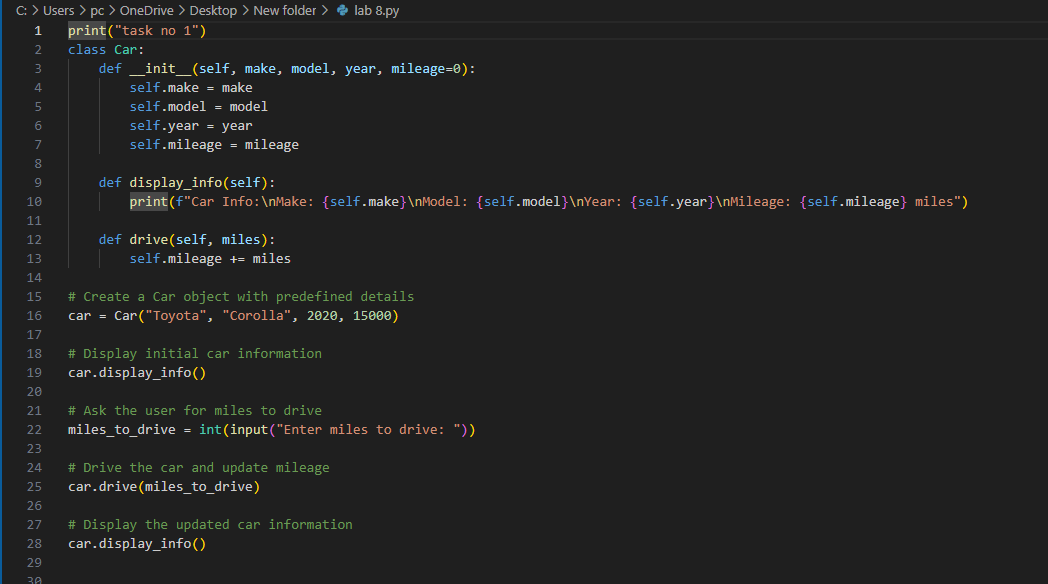 C: > Users > pc > OneDrive > Desktop > New folder > lab 8.py
1 print("task no 1")
2 class Car:
3     def __init__(self, make, model, year, mileage=0):
4         self.make = make
5         self.model = model
6         self.year = year
7         self.mileage = mileage
8
9     def display_info(self):
10         print(f"Car Info:\nMake: {self.make}\nModel: {self.model}\nYear: {self.year}\nMileage: {self.mileage} miles")
11
12     def drive(self, miles):
13         self.mileage += miles
14
15 # Create a Car object with predefined details
16 car = Car("Toyota", "Corolla", 2020, 15000)
17
18 # Display initial car information
19 car.display_info()
20
21 # Ask the user for miles to drive
22 miles_to_drive = int(input("Enter miles to drive: "))
23
24 # Drive the car and update mileage
25 car.drive(miles_to_drive)
26
27 # Display the updated car information
28 car.display_info()
29
30